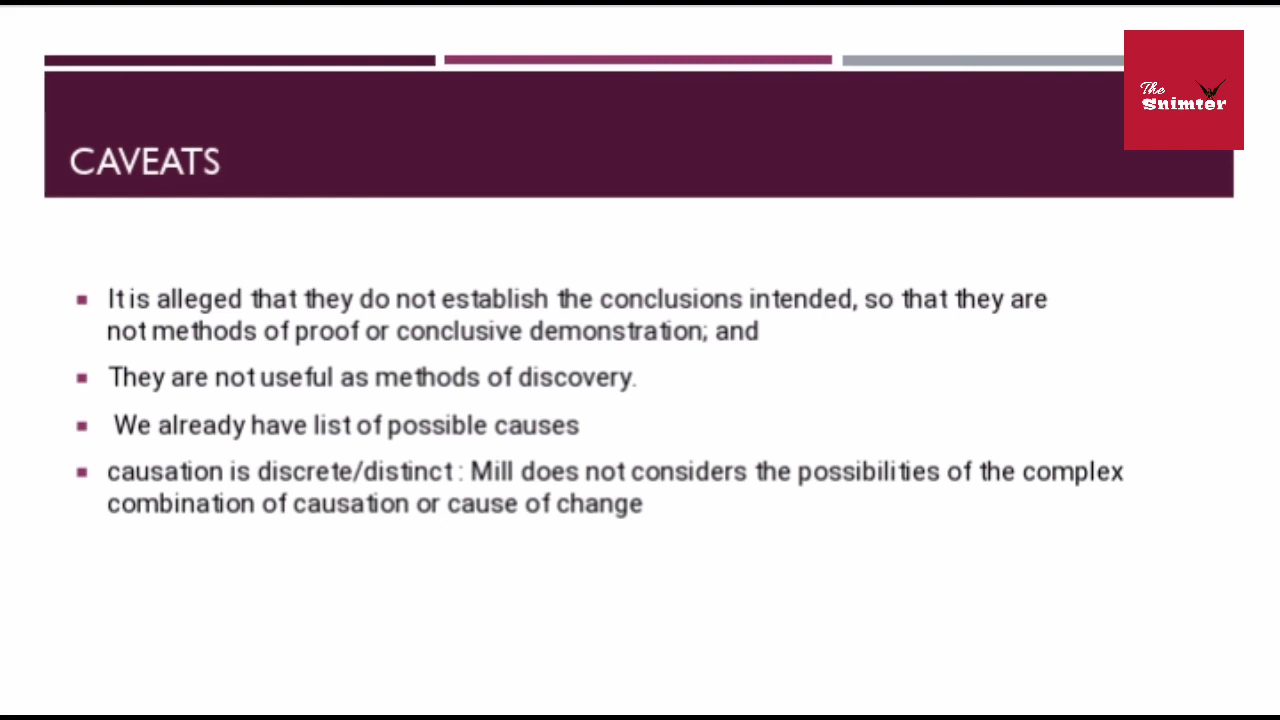 The
Snimter
CAVEATS
It is alleged that they do not establish the conclusions intended, so that they are
not methods of proof or conclusive demonstration; and
They are not useful as methods of discovery.
We already have list of possible causes
causation is discrete/distinct : Mill does not considers the possibilities of the complex
combination of causation or cause of change